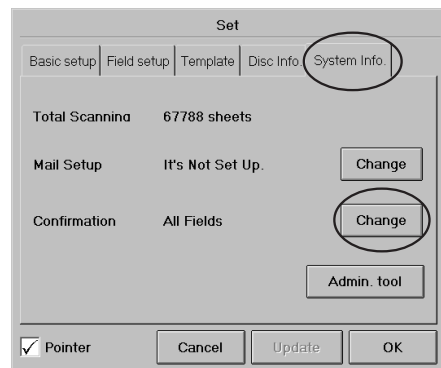 Set
Basic setup Field setup Template Disc Info. System Info.
Total Scanning 67788 sheets
Mail Setup It's Not Set Up. Change
Confirmation All Fields Change
Admin. tool
Pointer Cancel Update OK